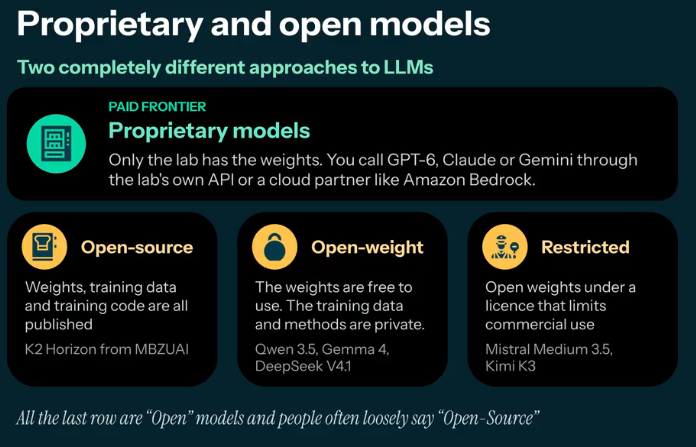 Proprietary and open models
Two completely different approaches to LLMs
PAID FRONTIER
Proprietary models
Only the lab has the weights. You call GPT-6, Claude or Gemini through
the lab's own API or a cloud partner like Amazon Bedrock.
Open-source
Weights, training data
and training code are all
published
K2 Horizon from MBZUAI
Open-weight
The weights are free to
use. The training data
and methods are private.
Qwen 3.5, Gemma 4,
DeepSeek V4.1
Restricted
Open weights under a
licence that limits
commercial use
Mistral Medium 3.5,
Kimi K3
All the last row are “Open” models and people often loosely say “Open-Source”